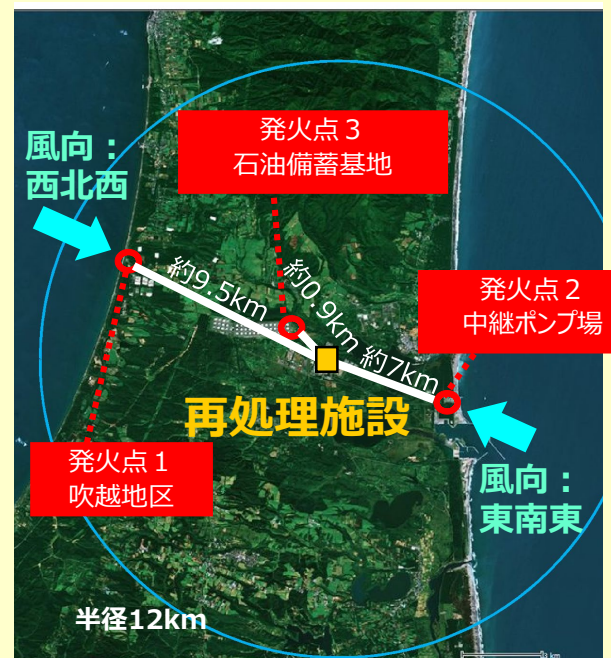 発火点３
石油備蓄基地
風向：
西北西
約9.5km
約0.9km
約7km
発火点２
中継ポンプ場
再処理施設
発火点１
吹越地区
風向：
東南東
半径12km